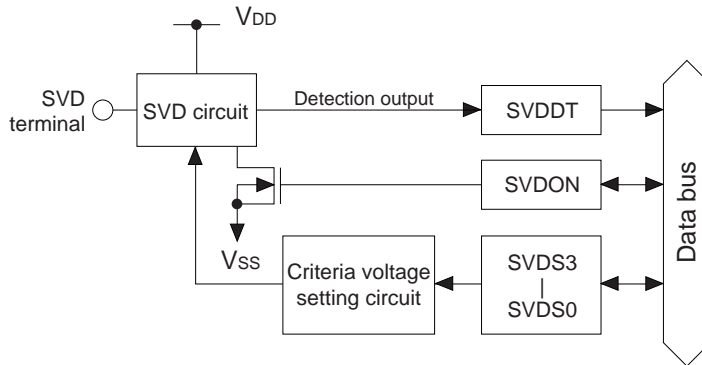 VDD
SVD
terminal
SVD circuit
Detection output
SVDDT
SVDON
VSS
Criteria voltage
setting circuit
SVDS3
|
SVDS0
Data bus